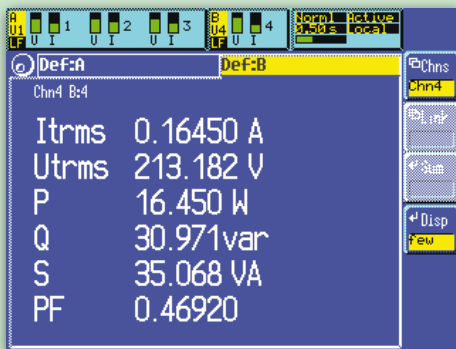 A
U1
LF
1
2
3
U I
U I
U I
B
U4
LF
4
U I
Norml Active
0.50s Local
Def:A
Def:B
Chns
Chn4
Chn4 B:4
Link
Sum
Disp
few
Itrms 0.16450 A
Utrms 213.182 V
P 16.450 W
Q 30.971var
S 35.068 VA
PF 0.46920